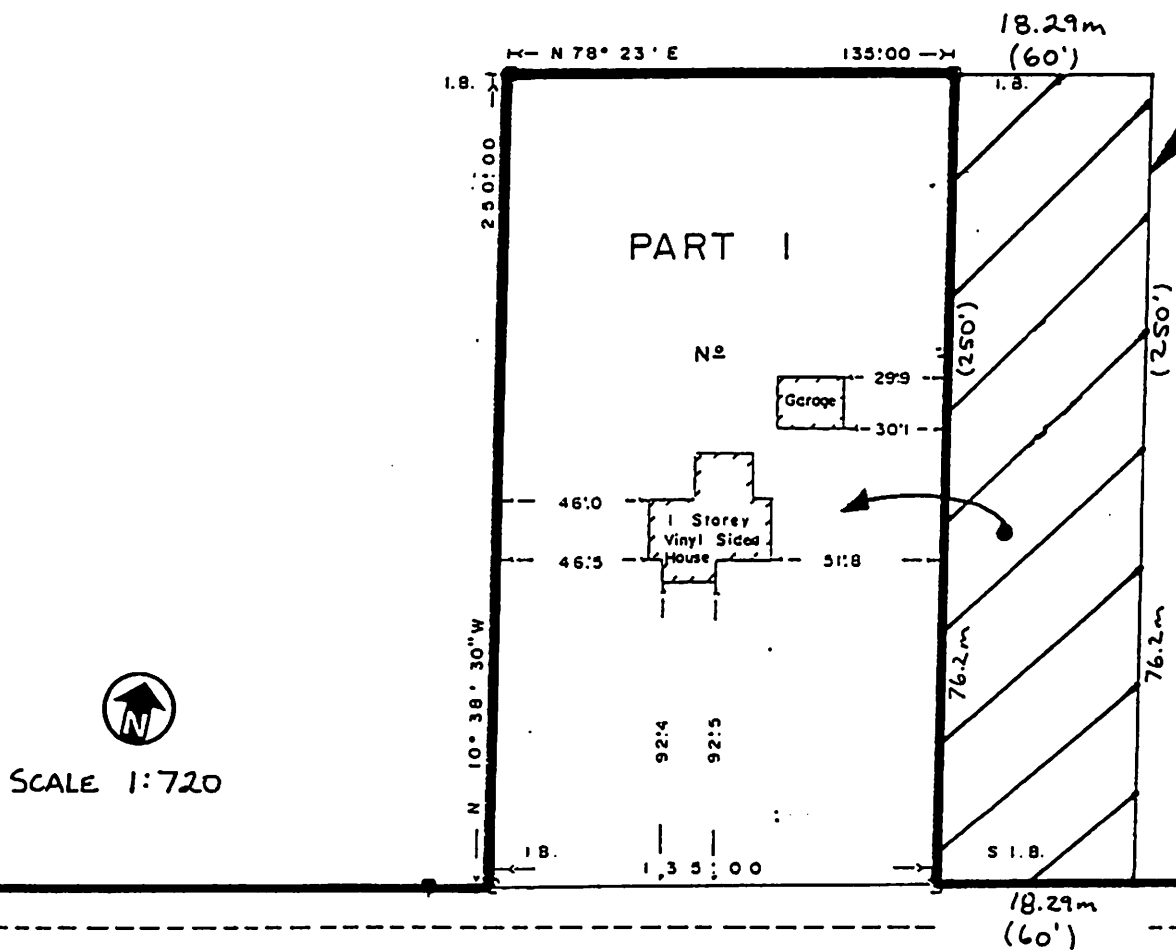 18.29m
(60')
N 78° 23' E
135.00
I.B.
I.B.
250.00
PART 1
Nº
(250')
(250')
29.9
Garage
30.1
46.0
1 Storey
Vinyl Sided
House
46.5
51.8
N 10° 38' 30" W
76.2m
76.2m
92.4
92.5
N
SCALE 1:720
I B.
135.00
S I.B.
18.29m
(60')